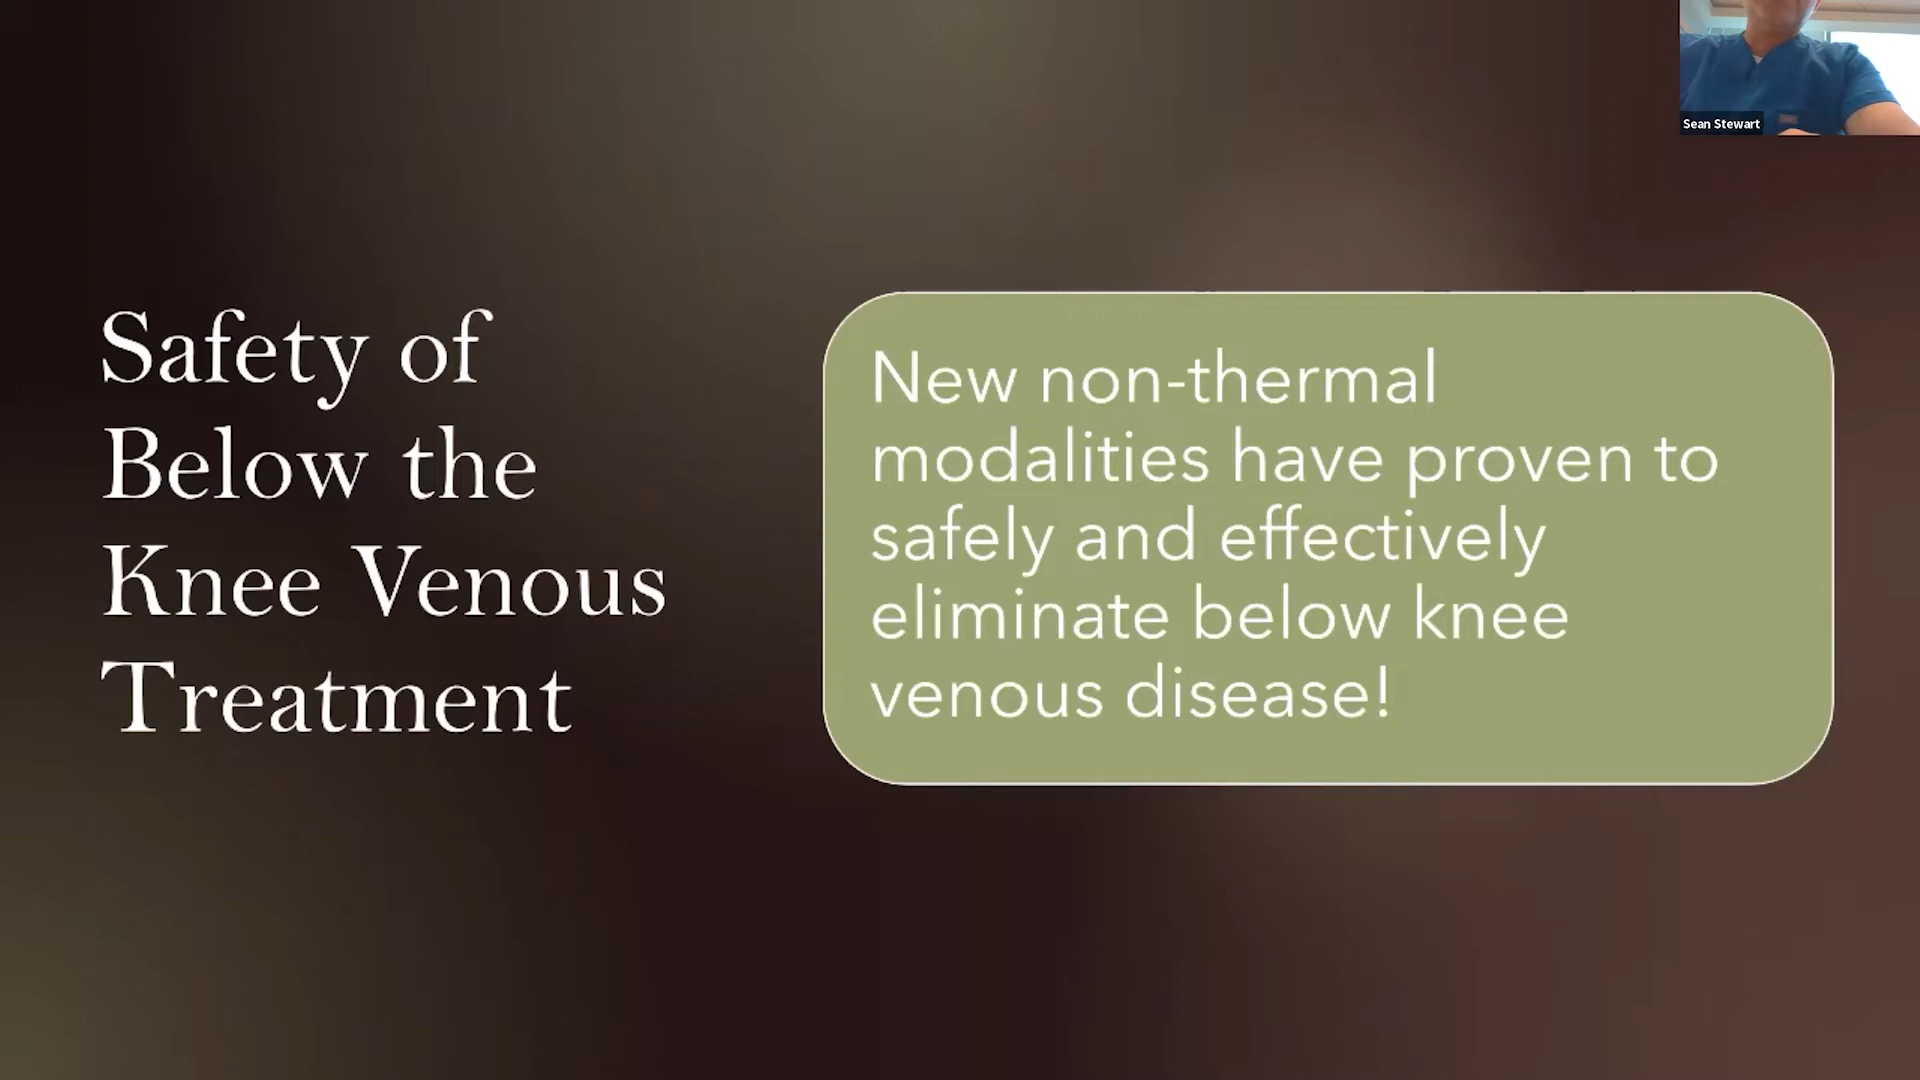 Sean Stewart
Safety of
Below the
Knee Venous
Treatment
New non-thermal
modalities have proven to
safely and effectively
eliminate below knee
venous disease!